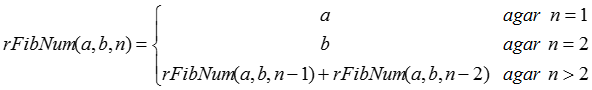 a agar n = 1
rFibNum(a,b,n) = { b agar n = 2
rFibNum(a,b,n−1)+rFibNum(a,b,n−2) agar n > 2